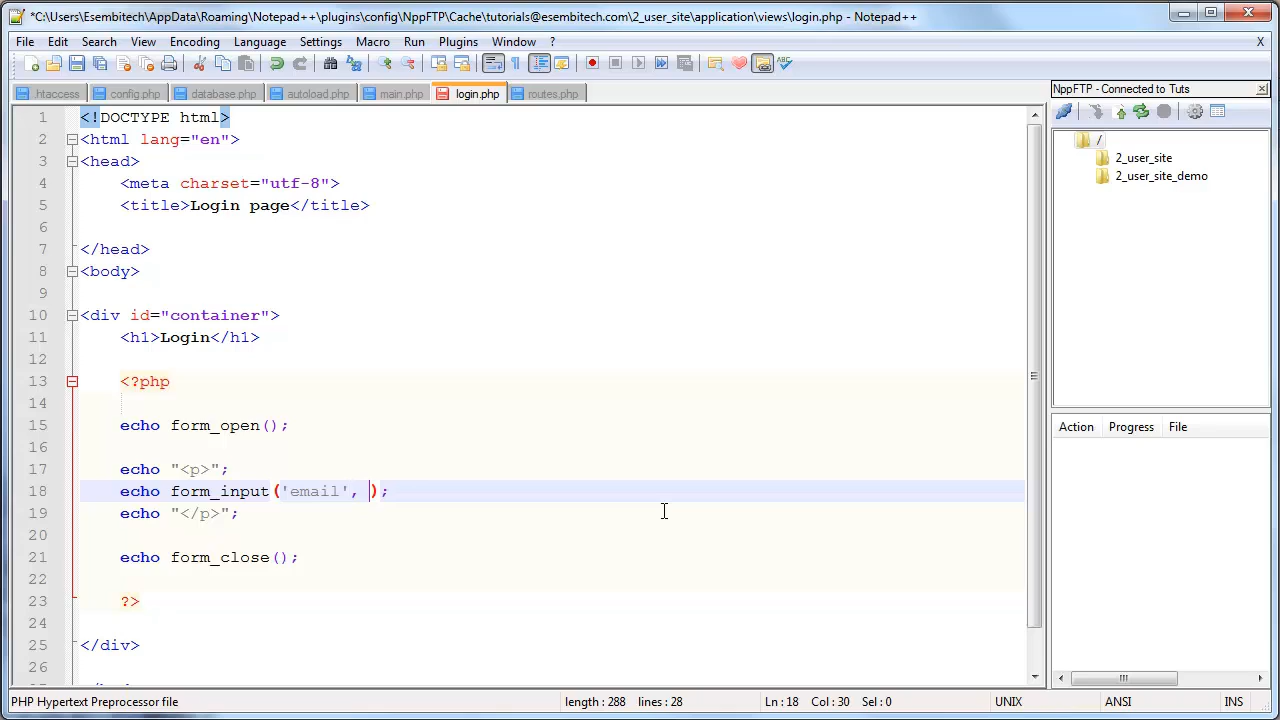 *C:\Users\Esembitech\AppData\Roaming\Notepad++\plugins\config\NppFTP\Cache\tutorials@esembitech.com\2_user_site\application\views\login.php - Notepad++
File Edit Search View Encoding Language Settings Macro Run Plugins Window ? X
.htaccess config.php database.php autoload.php main.php login.php routes.php
NppFTP - Connected to Tuts
/
2_user_site
2_user_site_demo
Action Progress File
1 <!DOCTYPE html>
2 <html lang="en">
3 <head>
4 <meta charset="utf-8">
5 <title>Login page</title>
6
7 </head>
8 <body>
9
10 <div id="container">
11 <h1>Login</h1>
12
13 <?php
14
15 echo form_open();
16
17 echo "<p>";
18 echo form_input('email', );
19 echo "</p>";
20
21 echo form_close();
22
23 ?>
24
25 </div>
26
PHP Hypertext Preprocessor file length : 288 lines : 28 Ln : 18 Col : 30 Sel : 0 UNIX ANSI INS